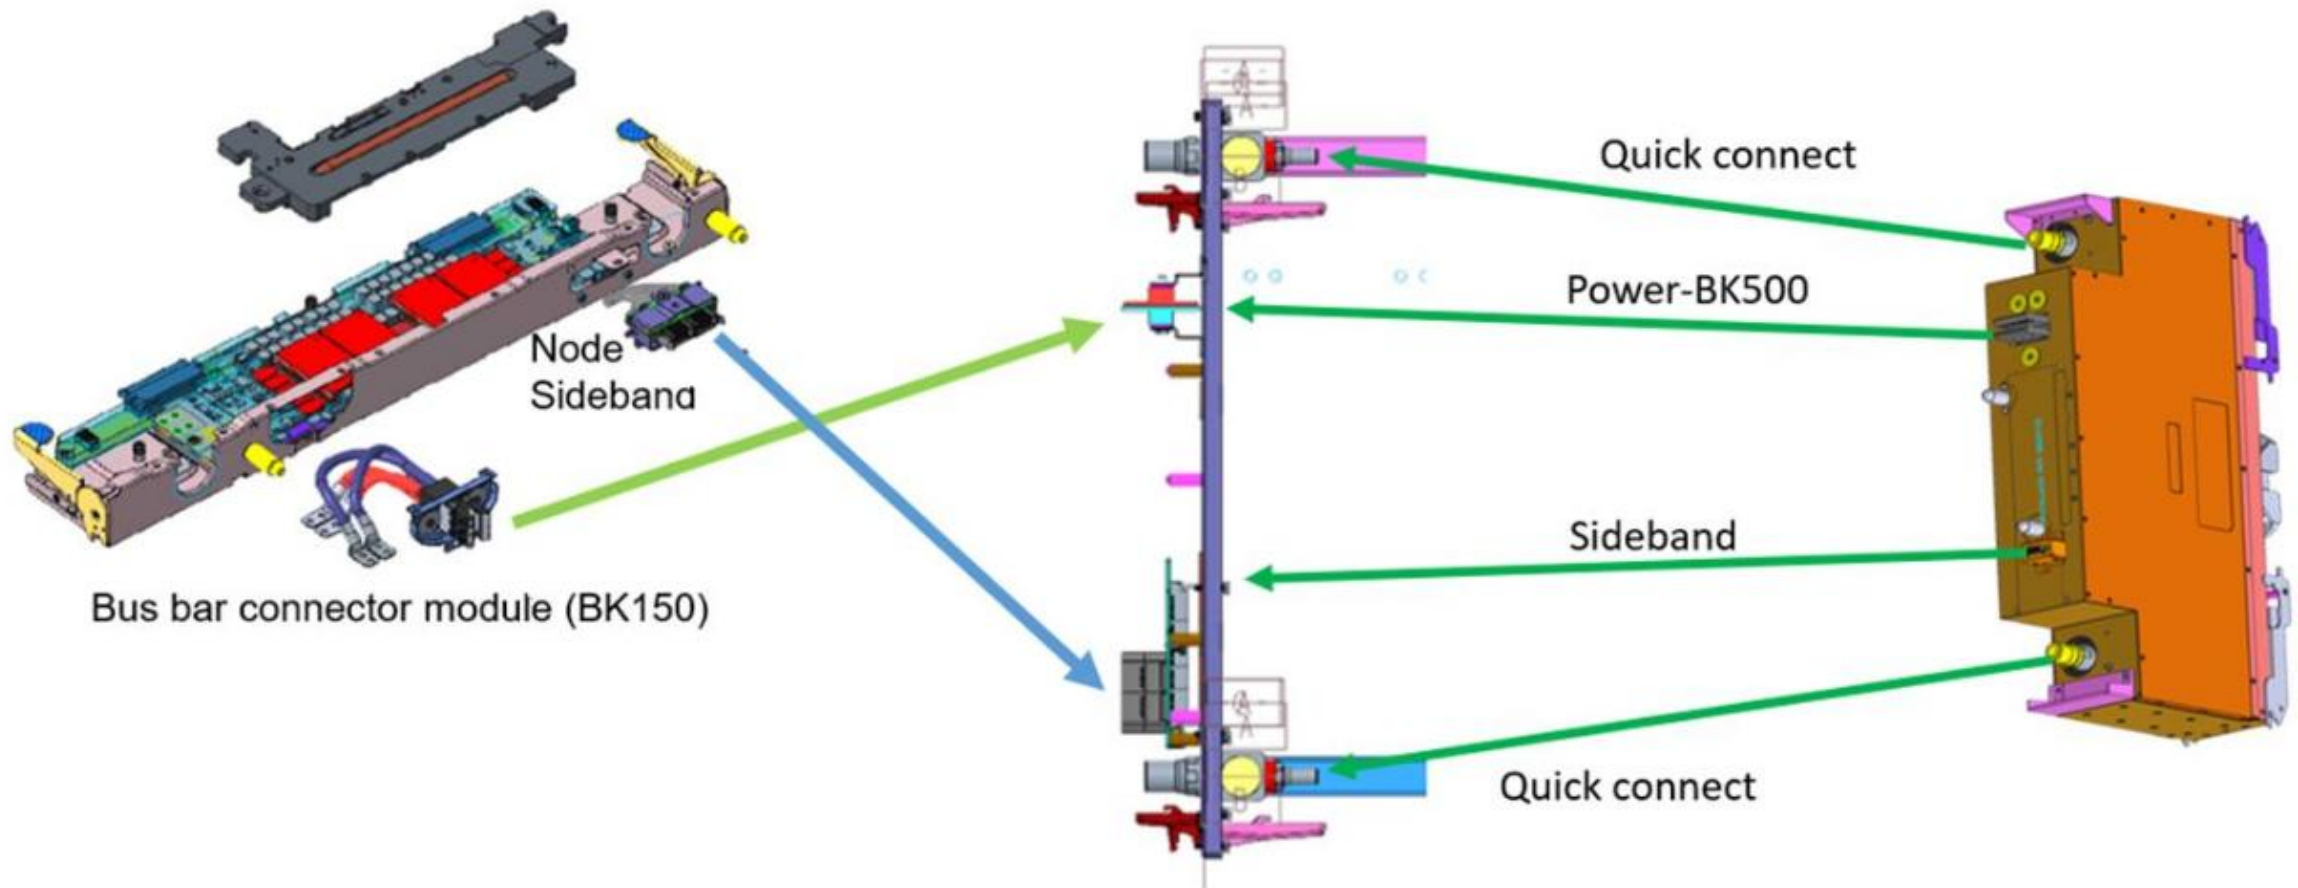 Quick connect
Power-BK500
Node
Sideband
Sideband
Bus bar connector module (BK150)
Quick connect